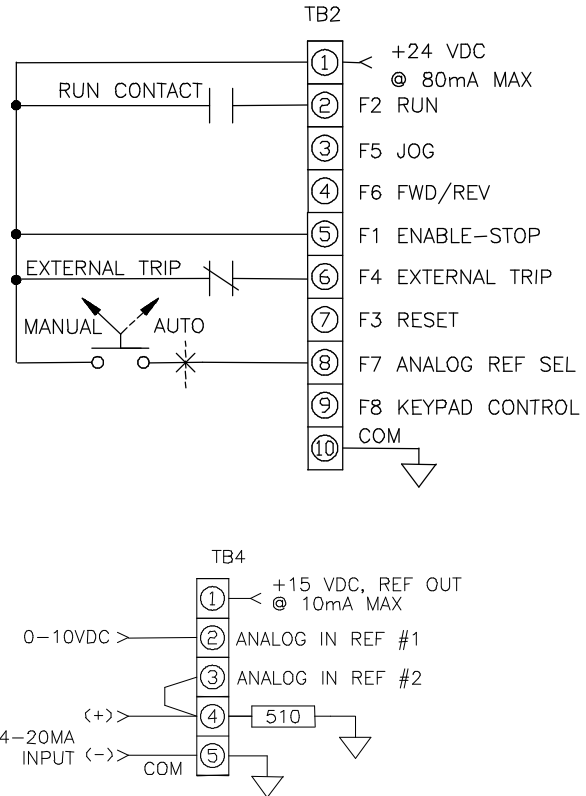 TB2
1 +24 VDC
@ 80mA MAX
RUN CONTACT
2 F2 RUN
3 F5 JOG
4 F6 FWD/REV
5 F1 ENABLE-STOP
EXTERNAL TRIP
6 F4 EXTERNAL TRIP
MANUAL AUTO
7 F3 RESET
8 F7 ANALOG REF SEL
9 F8 KEYPAD CONTROL
10 COM
TB4
1 +15 VDC, REF OUT
@ 10mA MAX
0-10VDC 2 ANALOG IN REF #1
3 ANALOG IN REF #2
(+) 4 510
4-20MA
INPUT (-) COM 5